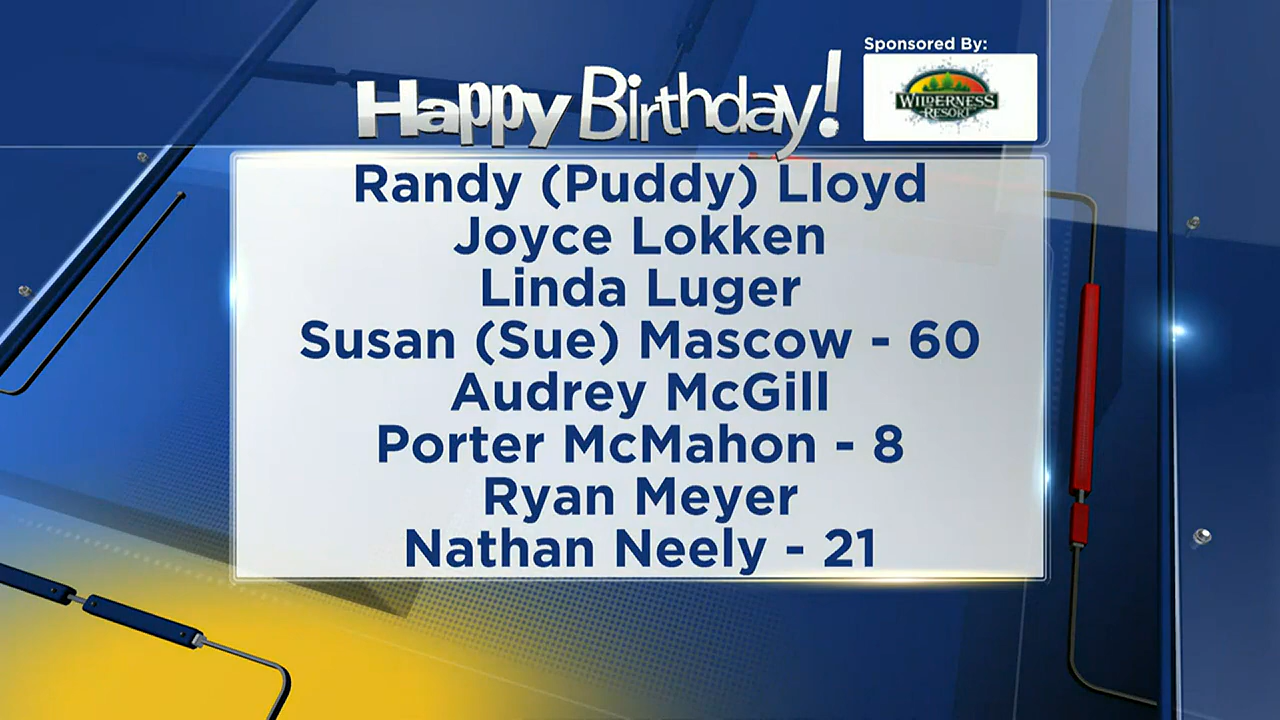 Sponsored By:
Happy Birthday!
WILDERNESS
RESORT
Randy (Puddy) Lloyd
Joyce Lokken
Linda Luger
Susan (Sue) Mascow - 60
Audrey McGill
Porter McMahon - 8
Ryan Meyer
Nathan Neely - 21